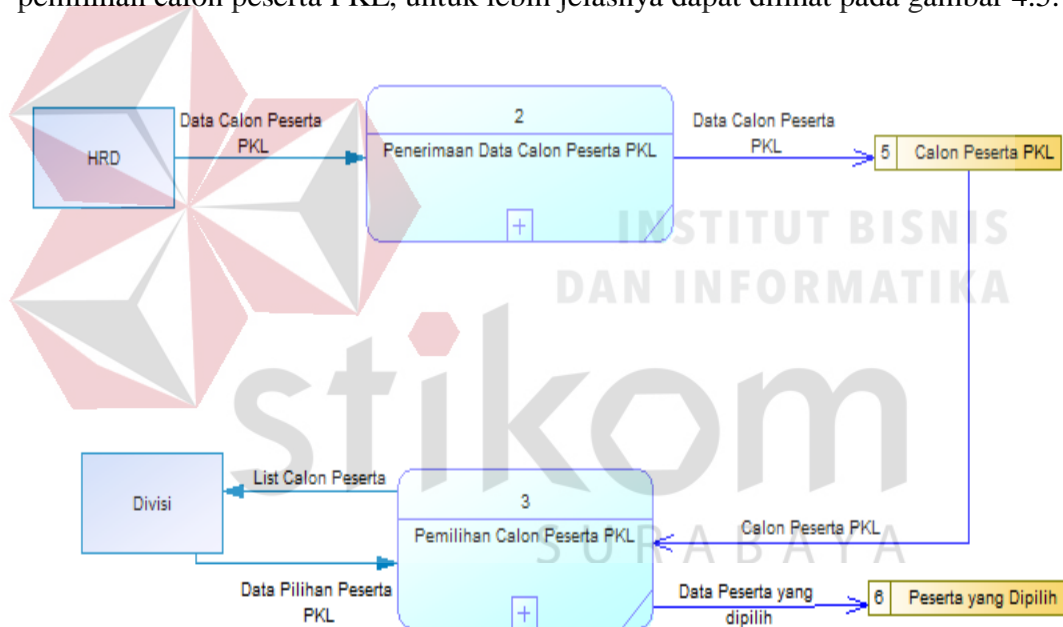 pemilihan calon peserta PKL, untuk lebih jelasnya dapat dilihat pada gambar 4.5.
HRD
Data Calon Peserta
PKL
2
Penerimaan Data Calon Peserta PKL
Data Calon Peserta
PKL
5 Calon Peserta PKL
INSTITUT BISNIS
DAN INFORMATIKA
stikom
SURABAYA
Divisi
List Calon Peserta
Data Pilihan Peserta
PKL
3
Pemilihan Calon Peserta PKL
Calon Peserta PKL
Data Peserta yang
dipilih
6 Peserta yang Dipilih